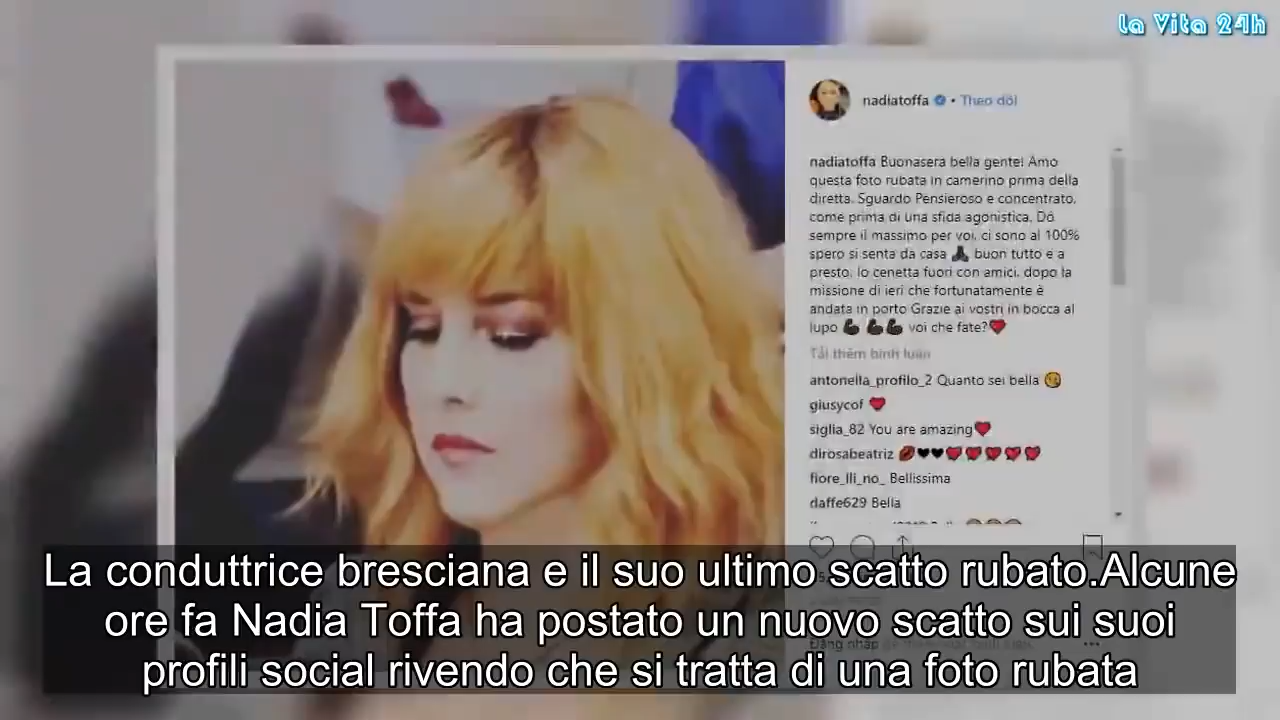 la Vita 24h
nadiatoffa • Theo dõi
nadiatoffa Buonasera bella gente! Amo
questa foto rubata in camerino prima della
diretta. Sguardo Pensieroso e concentrato,
come prima di una sfida agonistica. Dò
sempre il massimo per voi, ci sono al 100%
spero si senta da casa 🙏🏿 buon tutto e a
presto. Io cenetta fuori con amici, dopo la
missione di ieri che fortunatamente è
andata in porto Grazie ai vostri in bocca al
lupo 💪🏿 💪🏿💪🏿 voi che fate?❤️
Tải thêm bình luận
antonella_profilo_2 Quanto sei bella 😘
giusycof ❤️
siglia_82 You are amazing❤️
dirosabeatriz 💋🖤🖤💓💓💓💓💓
fiore_lli_no_ Bellissima
daffe629 Bella
La conduttrice bresciana e il suo ultimo scatto rubato.Alcune
ore fa Nadia Toffa ha postato un nuovo scatto sui suoi
profili social rivendo che si tratta di una foto rubata
Đăng nhập